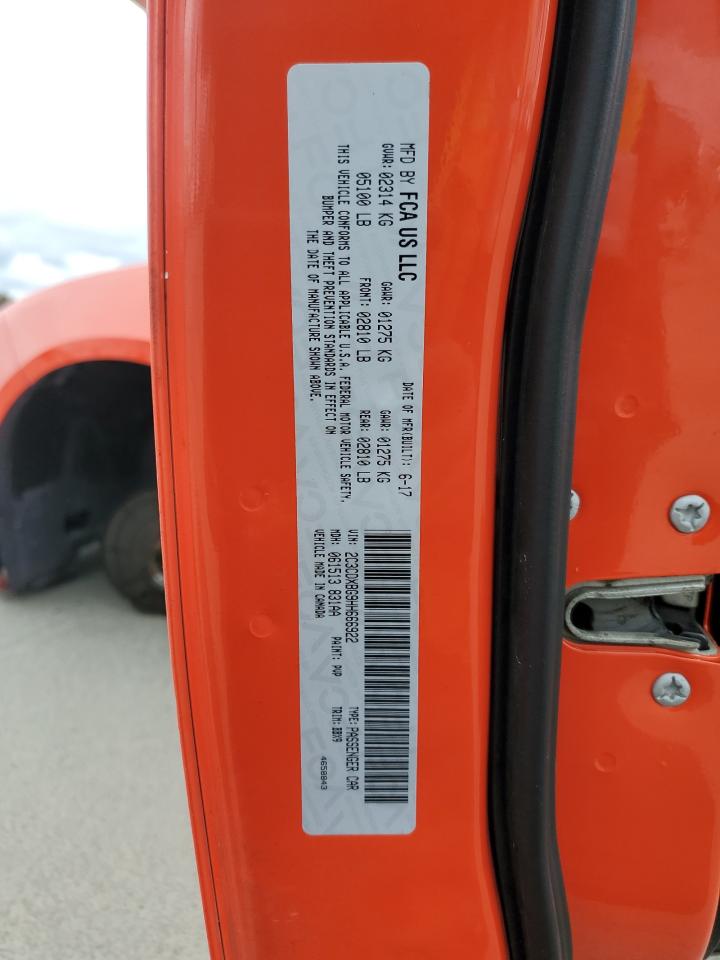 MFD BY FCA US LLC
DATE OF MFR(BUILT): 6-17
GVWR: 02314 KG GAWR: 01275 KG GAWR: 01275 KG
05100 LB FRONT: 02810 LB REAR: 02810 LB
THIS VEHICLE CONFORMS TO ALL APPLICABLE U.S.A. FEDERAL MOTOR VEHICLE SAFETY,
BUMPER AND THEFT PREVENTION STANDARDS IN EFFECT ON
THE DATE OF MANUFACTURE SHOWN ABOVE.
VIN: 2C3CDXBG9HH666922 TYPE: PASSENGER CAR
MDH: 061513 831AA PAINT: PVP TRIM: BBX9
VEHICLE MADE IN CANADA 4658843